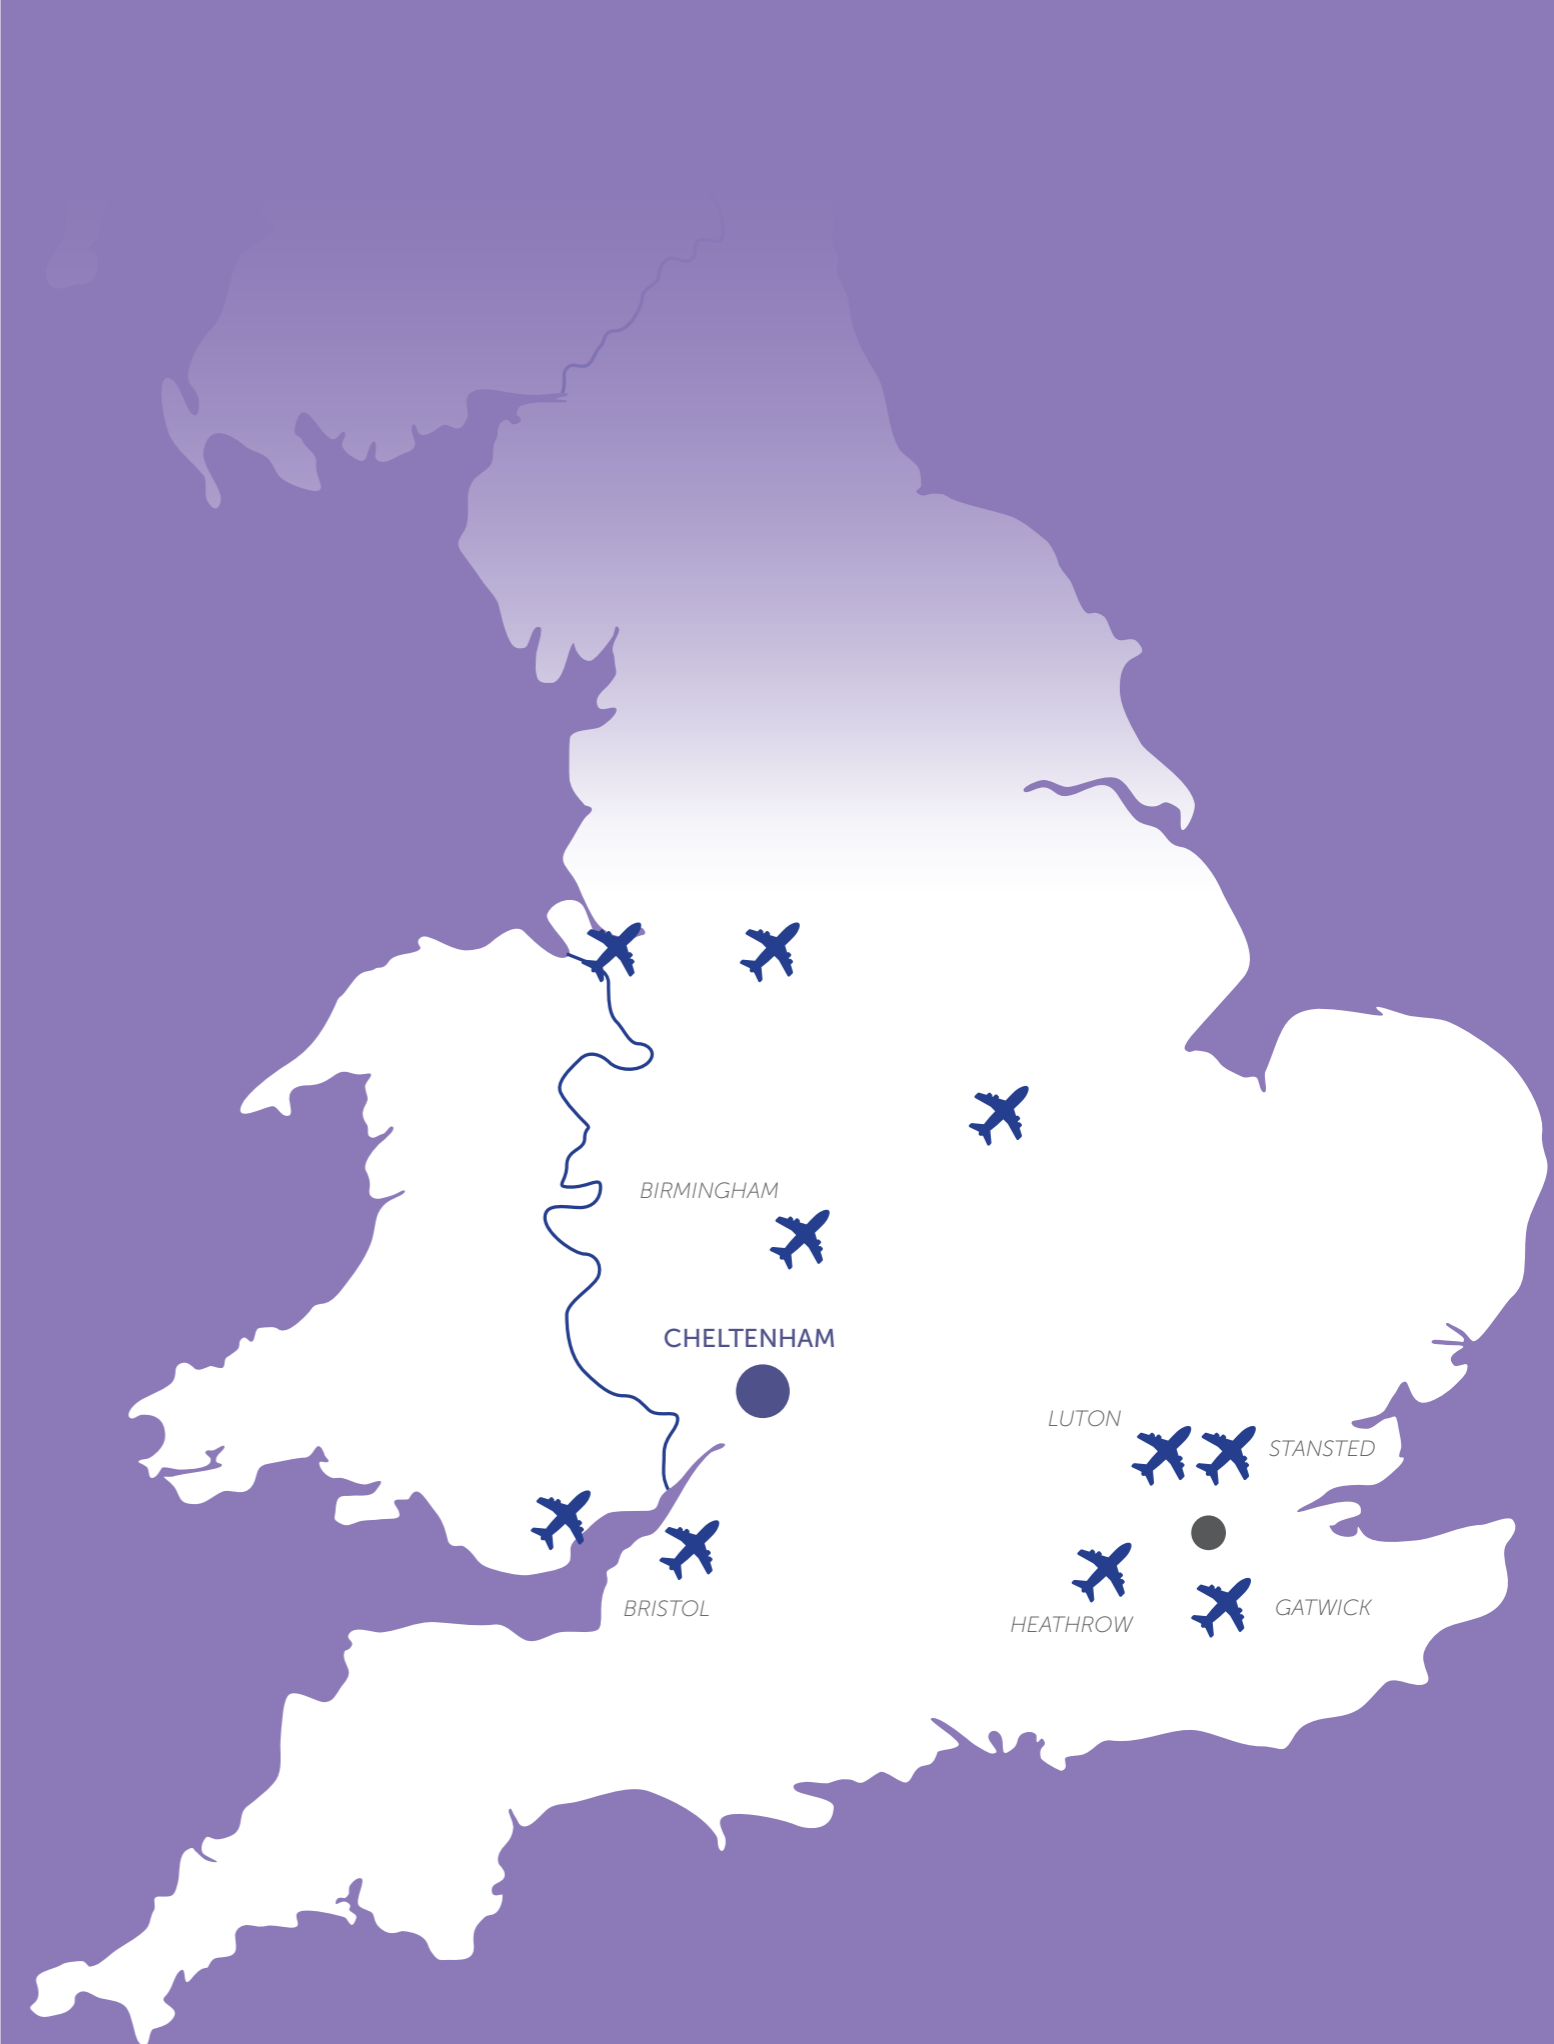 BIRMINGHAM
CHELTENHAM
LUTON
STANSTED
BRISTOL
HEATHROW
GATWICK